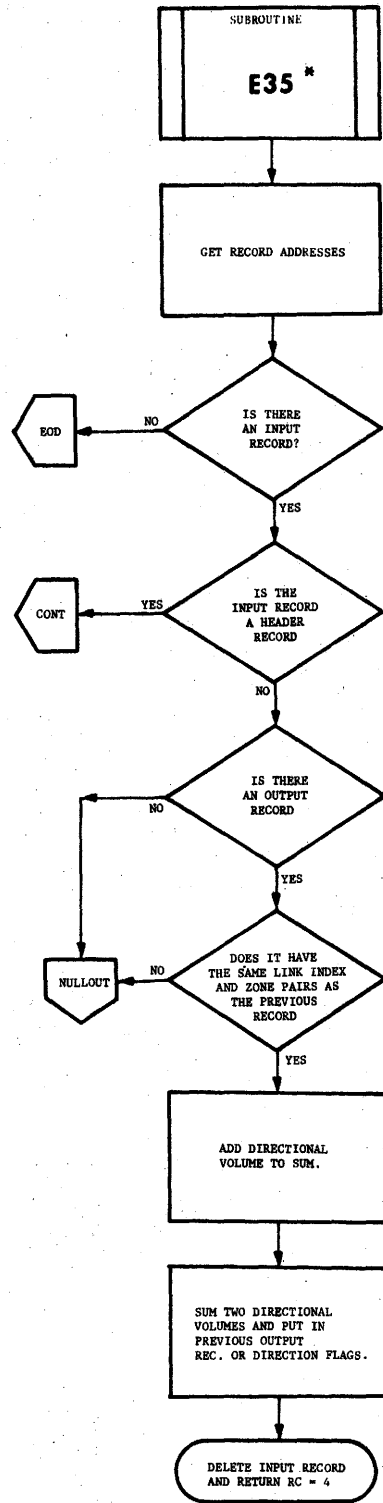 SUBROUTINE
E35 *
GET RECORD ADDRESSES
IS THERE
AN INPUT
RECORD?
NO
EOD
YES
IS THE
INPUT RECORD
A HEADER
RECORD
YES
CONT
NO
IS THERE
AN OUTPUT
RECORD
NO
YES
DOES IT HAVE
THE SAME LINK INDEX
AND ZONE PAIRS AS
THE PREVIOUS
RECORD
NO
NULLOUT
YES
ADD DIRECTIONAL
VOLUME TO SUM.
SUM TWO DIRECTIONAL
VOLUMES AND PUT IN
PREVIOUS OUTPUT
REC. OR DIRECTION FLAGS.
DELETE INPUT RECORD
AND RETURN RC = 4